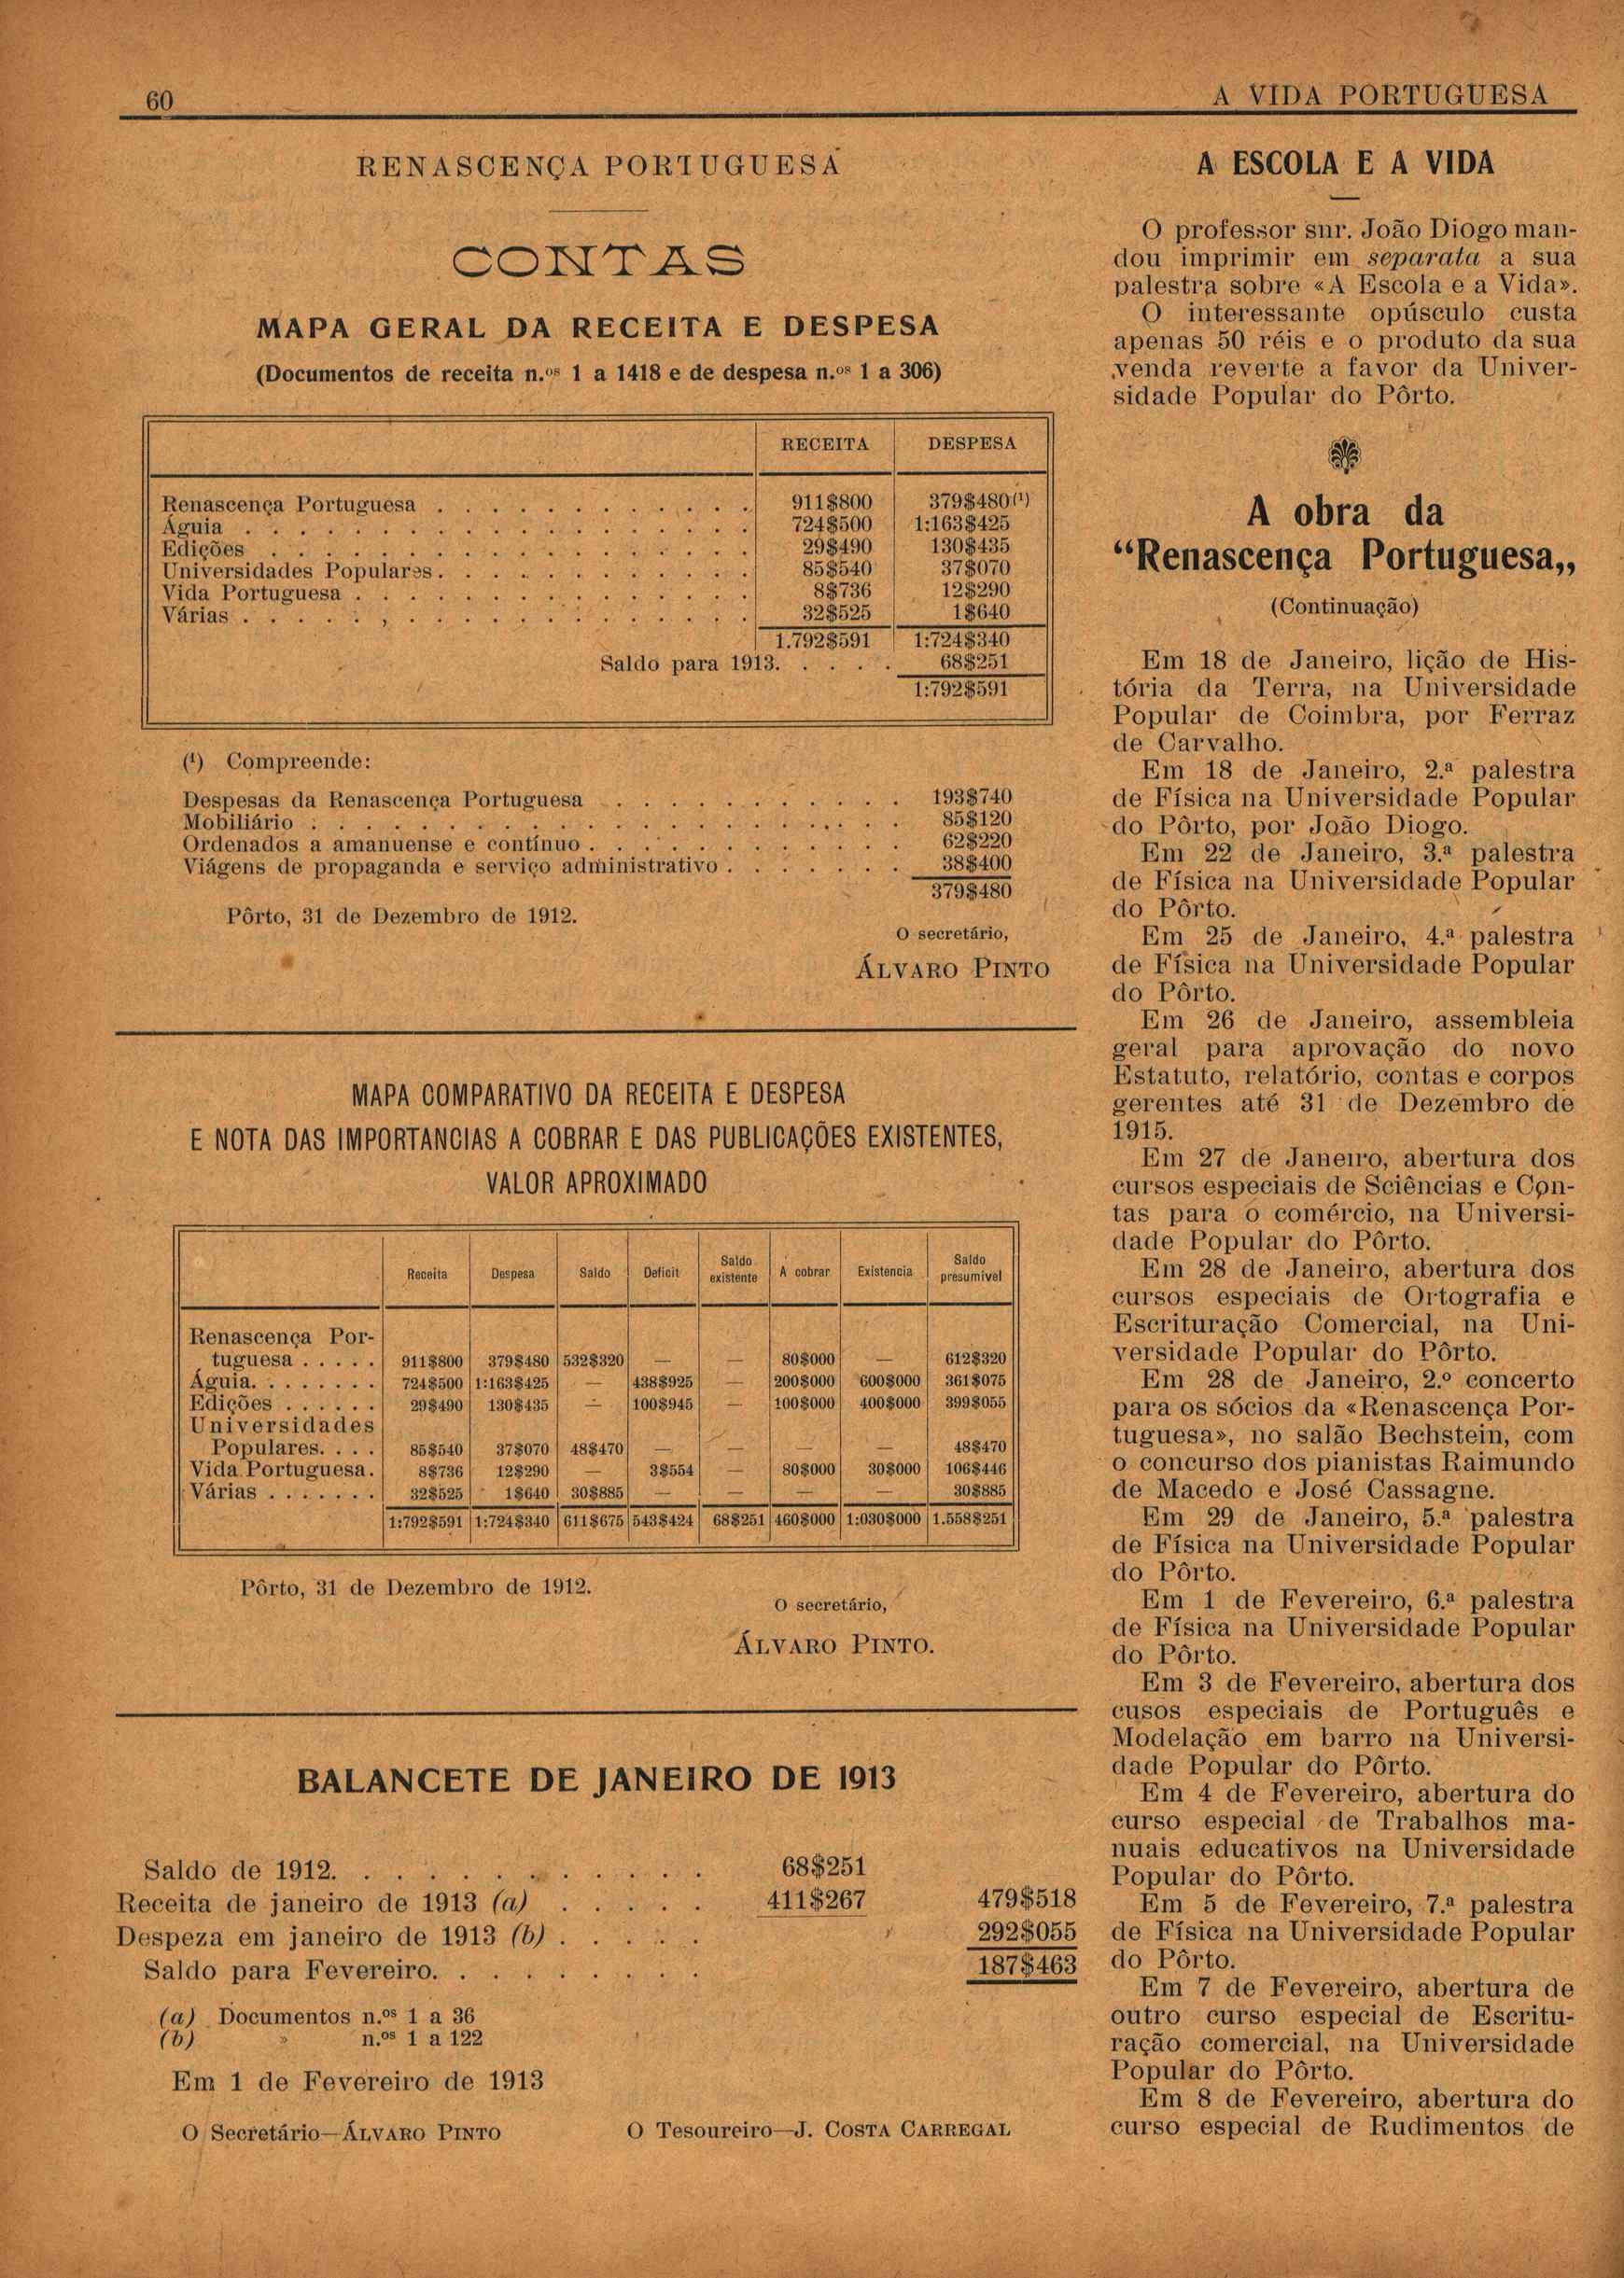 60
A VIDA PORTUGUESA
RENASCENÇA PORTUGUESA
CONTAS
MAPA GERAL DA RECEITA E DESPESA
(Documentos de receita n.ºs 1 a 1418 e de despesa n.ºs 1 a 306)
RECEITA DESPESA
Renascença Portuguesa . . . . . . . . . . . . 911$800 379$480(¹)
Águia . . . . . . . . . . . . . . . . . . . 724$500 1:163$425
Edições . . . . . . . . . . . . . . . . . . 29$490 130$435
Universidades Populares. . . . . . . . . . . . 85$540 37$070
Vida Portuguesa . . . . . . . . . . . . . . . 8$736 12$290
Várias . . . . . , . . . . . . . . . . . . . 32$525 1$640
1.792$591 1:724$340
Saldo para 1913. . . . . 68$251
1:792$591
(¹) Compreende:
Despesas da Renascença Portuguesa . . . . . . . . . . . 193$740
Mobiliário . . . . . . . . . . . . . . . . . . . . . . 85$120
Ordenados a amanuense e contínuo . . . . . . . . . . . . 62$220
Viágens de propaganda e serviço administrativo . . . . . . . 38$400
379$480
Pôrto, 31 de Dezembro de 1912.
O secretário,
ÁLVARO PINTO
MAPA COMPARATIVO DA RECEITA E DESPESA
E NOTA DAS IMPORTANCIAS A COBRAR E DAS PUBLICAÇÕES EXISTENTES,
VALOR APROXIMADO
Receita Despesa Saldo Deficit Saldo existente A cobrar Existencia Saldo presumivel
Renascença Por-
tuguesa . . . . . 911$800 379$480 532$320 — — 80$000 — 612$320
Águia. . . . . . . . 724$500 1:163$425 — 438$925 — 200$000 600$000 361$075
Edições . . . . . . 29$490 130$435 — 100$945 — 100$000 400$000 399$055
Universidades
Populares. . . . 85$540 37$070 48$470 — — — — 48$470
Vida Portuguesa. 8$736 12$290 — 3$554 — 80$000 30$000 106$446
Várias . . . . . . . 32$525 1$640 30$885 — — — — 30$885
1:792$591 1:724$340 611$675 543$424 68$251 460$000 1:030$000 1.558$251
Pôrto, 31 de Dezembro de 1912.
O secretário,
ÁLVARO PINTO.
BALANCETE DE JANEIRO DE 1913
Saldo de 1912. . . . . . . . . . . . . . 68$251
Receita de janeiro de 1913 (a) . . . . . 411$267 479$518
Despeza em janeiro de 1913 (b) . . . . . 292$055
Saldo para Fevereiro. . . . . . . . . . 187$463
(a) Documentos n.ºs 1 a 36
(b) » n.ºs 1 a 122
Em 1 de Fevereiro de 1913
O Secretário—ÁLVARO PINTO O Tesoureiro—J. COSTA CARREGAL
A ESCOLA E A VIDA
O professor snr. João Diogo man-
dou imprimir em separata a sua
palestra sobre «A Escola e a Vida».
O interessante opúsculo custa
apenas 50 réis e o produto da sua
venda reverte a favor da Univer-
sidade Popular do Pôrto.
A obra da
“Renascença Portuguesa„
(Continuação)
Em 18 de Janeiro, lição de His-
tória da Terra, na Universidade
Popular de Coimbra, por Ferraz
de Carvalho.
Em 18 de Janeiro, 2.ª palestra
de Física na Universidade Popular
do Pôrto, por João Diogo.
Em 22 de Janeiro, 3.ª palestra
de Física na Universidade Popular
do Pôrto.
Em 25 de Janeiro, 4.ª palestra
de Física na Universidade Popular
do Pôrto.
Em 26 de Janeiro, assembleia
geral para aprovação do novo
Estatuto, relatório, contas e corpos
gerentes até 31 de Dezembro de
1915.
Em 27 de Janeiro, abertura dos
cursos especiais de Sciências e Con-
tas para o comércio, na Universi-
dade Popular do Pôrto.
Em 28 de Janeiro, abertura dos
cursos especiais de Ortografia e
Escrituração Comercial, na Uni-
versidade Popular do Pôrto.
Em 28 de Janeiro, 2.º concerto
para os sócios da «Renascença Por-
tuguesa», no salão Bechstein, com
o concurso dos pianistas Raimundo
de Macedo e José Cassagne.
Em 29 de Janeiro, 5.ª palestra
de Física na Universidade Popular
do Pôrto.
Em 1 de Fevereiro, 6.ª palestra
de Física na Universidade Popular
do Pôrto.
Em 3 de Fevereiro, abertura dos
cusos especiais de Português e
Modelação em barro na Universi-
dade Popular do Pôrto.
Em 4 de Fevereiro, abertura do
curso especial de Trabalhos ma-
nuais educativos na Universidade
Popular do Pôrto.
Em 5 de Fevereiro, 7.ª palestra
de Física na Universidade Popular
do Pôrto.
Em 7 de Fevereiro, abertura de
outro curso especial de Escritu-
ração comercial, na Universidade
Popular do Pôrto.
Em 8 de Fevereiro, abertura do
curso especial de Rudimentos de